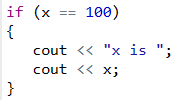 if (x == 100)
{
   cout << "x is ";
   cout << x;
}